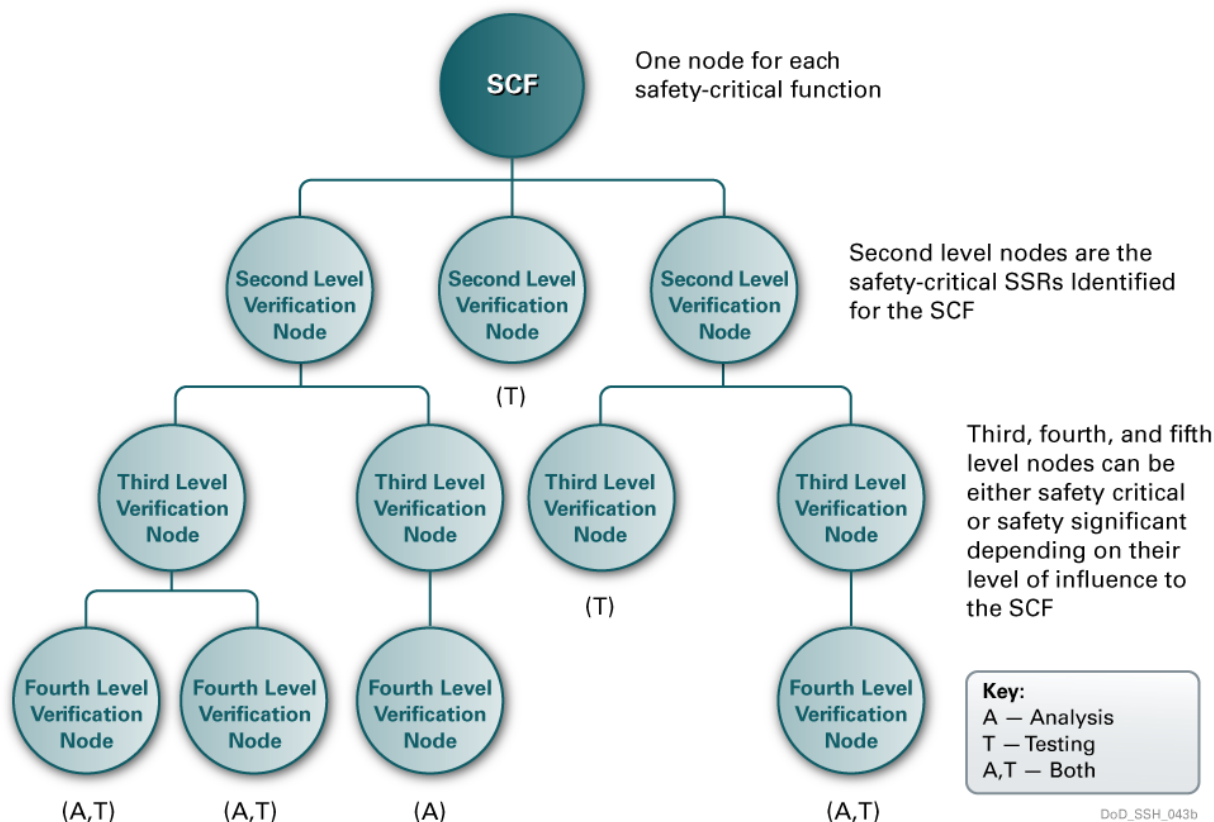 SCF
One node for each
safety-critical function
Second Level
Verification
Node
Second Level
Verification
Node
Second Level
Verification
Node
Second level nodes are the
safety-critical SSRs Identified
for the SCF
(T)
Third Level
Verification
Node
Third Level
Verification
Node
Third Level
Verification
Node
Third Level
Verification
Node
Third, fourth, and fifth
level nodes can be
either safety critical
or safety significant
depending on their
level of influence to
the SCF
(T)
Fourth Level
Verification
Node
Fourth Level
Verification
Node
Fourth Level
Verification
Node
Fourth Level
Verification
Node
Key:
A — Analysis
T — Testing
A,T — Both
(A,T)
(A,T)
(A)
(A,T)
DoD_SSH_043b